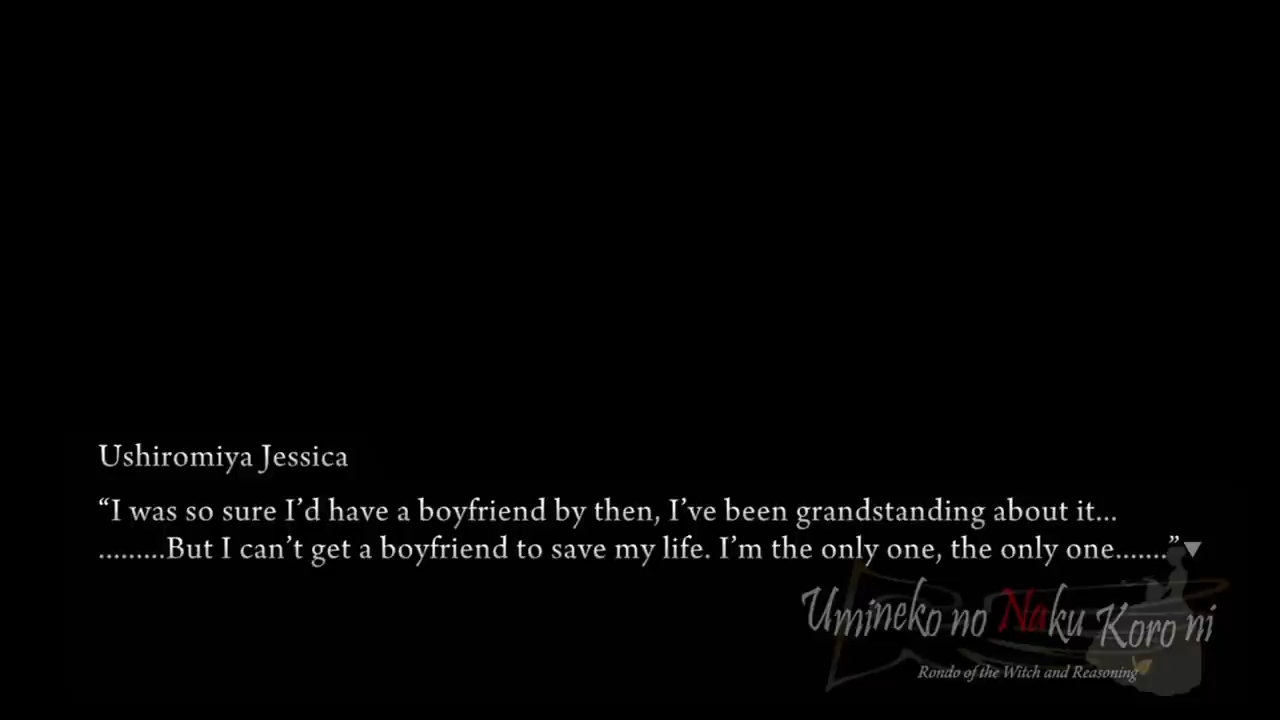 Ushiromiya Jessica
“I was so sure I’d have a boyfriend by then, I’ve been grandstanding about it...
.........But I can’t get a boyfriend to save my life. I’m the only one, the only one.......”
Umineko no Naku Koro ni
Rondo of the Witch and Reasoning